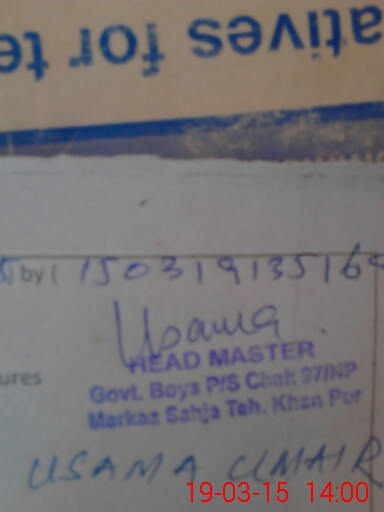 atives for te
5) by ( 15031913516
Usama
HEAD MASTER
ures
Govt. Boys P/S Chak 97/NP
Markaz Sahja Teh. Khan Pur
USAMA UMAIR
19-03-15 14:00